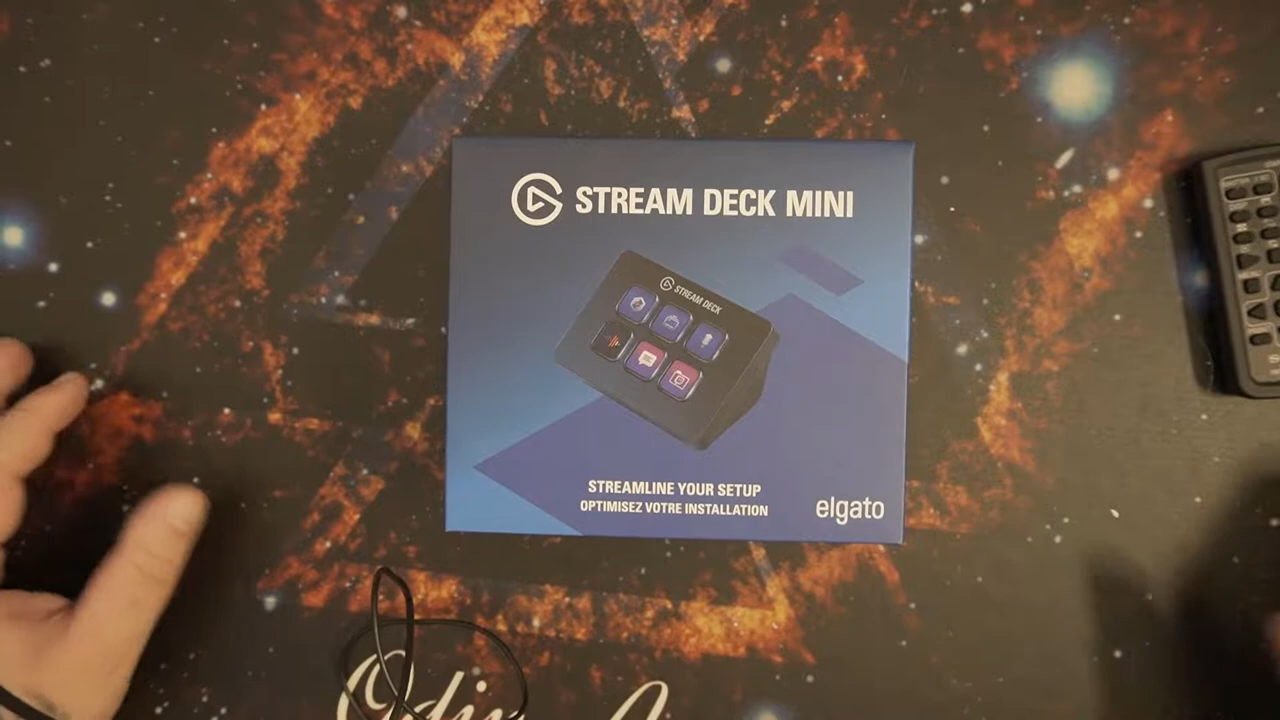 STREAM DECK MINI
STREAM DECK
STREAMLINE YOUR SETUP
OPTIMISEZ VOTRE INSTALLATION
elgato